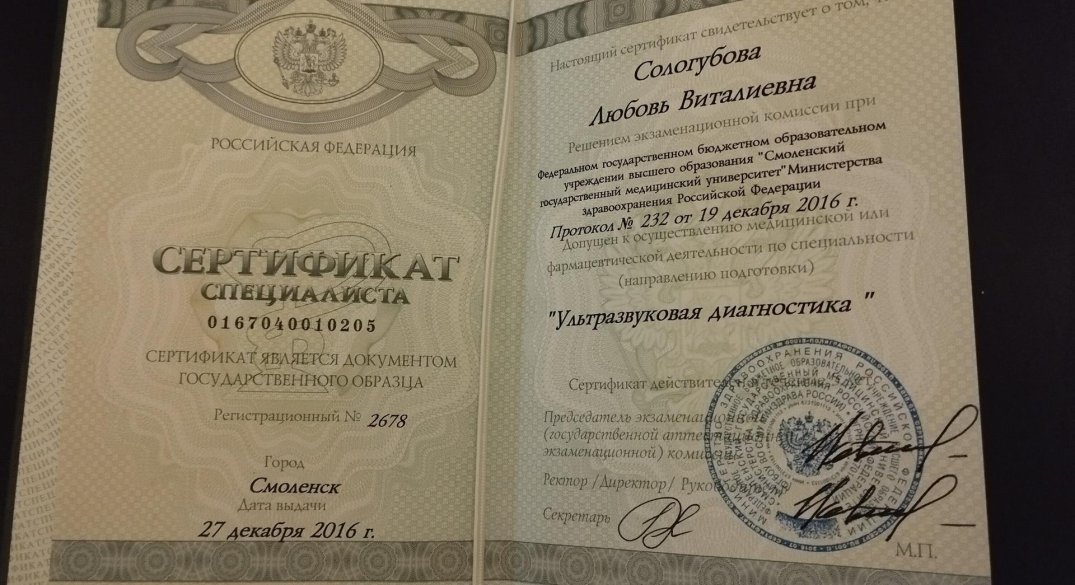 РОССИЙСКАЯ ФЕДЕРАЦИЯ
СЕРТИФИКАТ
СПЕЦИАЛИСТА
0167040010205
СЕРТИФИКАТ ЯВЛЯЕТСЯ ДОКУМЕНТОМ
ГОСУДАРСТВЕННОГО ОБРАЗЦА
Регистрационный № 2678
Город
Смоленск
Дата выдачи
27 декабря 2016 г.
Настоящий сертификат свидетельствует о том,
Сологубова
Любовь Виталиевна
Решением экзаменационной комиссии при
Федеральном государственном бюджетном образовательном
учреждении высшего образования "Смоленский
государственный медицинский университет"Министерства
здравоохранения Российской Федерации
Протокол № 232 от 19 декабря 2016 г.
Допущен к осуществлению медицинской или
фармацевтической деятельности по специальности
(направлению подготовки)
"Ультразвуковая диагностика "
Сертификат
Председатель
(государственной
экзаменационной)
Ректор /Директор/
Секретарь
М.П.